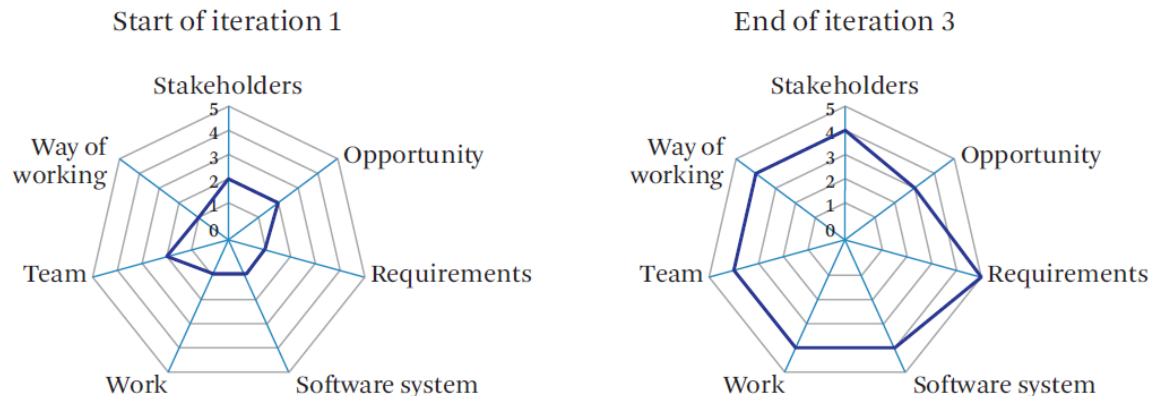 Start of iteration 1
Stakeholders
5
4
3
2
1
0
Opportunity
Requirements
Software system
Work
Team
Way of
working
End of iteration 3
Stakeholders
5
4
3
2
1
0
Opportunity
Requirements
Software system
Work
Team
Way of
working